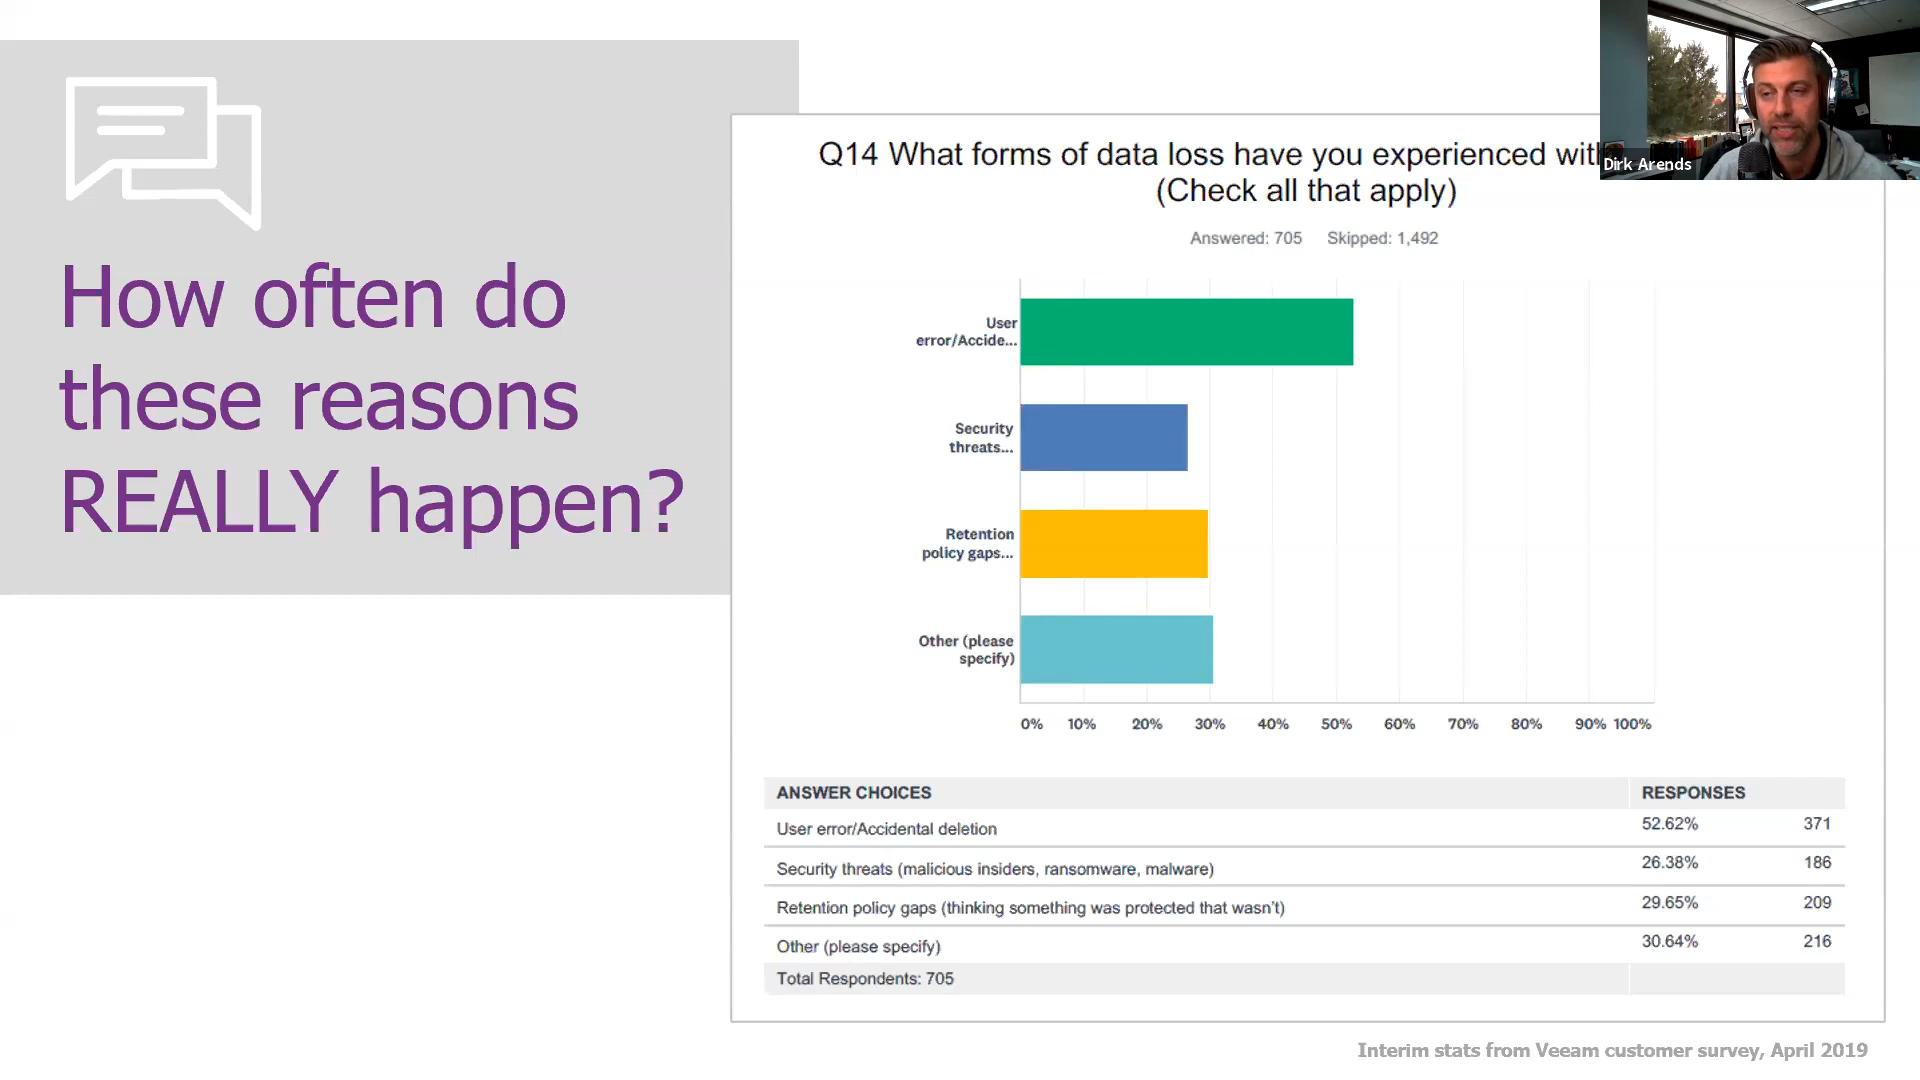 How often do
these reasons
REALLY happen?
Q14 What forms of data loss have you experienced
(Check all that apply)
Answered: 705 Skipped: 1,492
User
error/Accide...
Security
threats...
Retention
policy gaps...
Other (please
specify)
0% 10% 20% 30% 40% 50% 60% 70% 80% 90% 100%
ANSWER CHOICES RESPONSES
User error/Accidental deletion 52.62% 371
Security threats (malicious insiders, ransomware, malware) 26.38% 186
Retention policy gaps (thinking something was protected that wasn't) 29.65% 209
Other (please specify) 30.64% 216
Total Respondents: 705
Interim stats from Veeam customer survey, April 2019
Dirk Arends